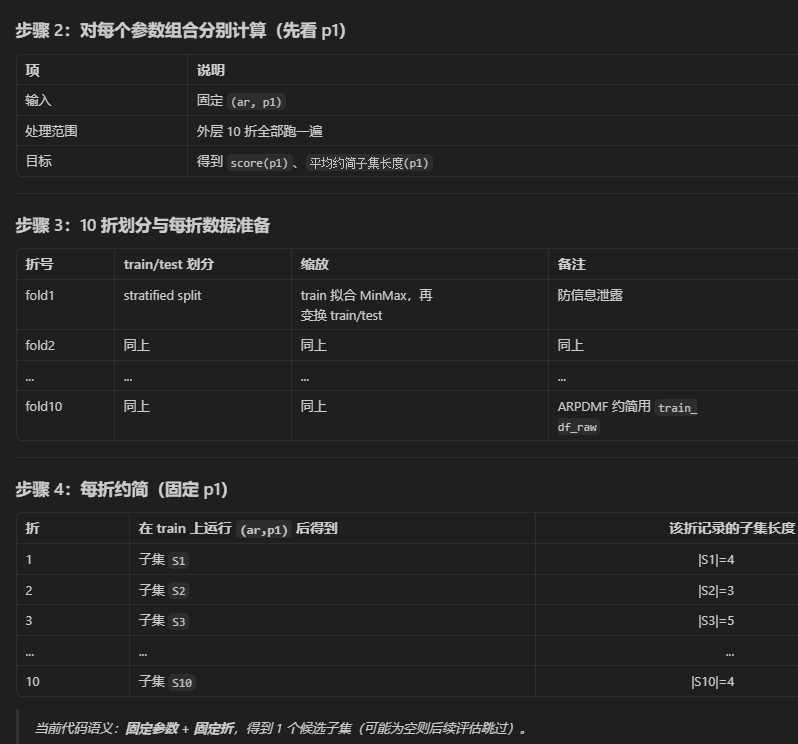 步骤 2：对每个参数组合分别计算（先看 p1）
项 说明
输入 固定 (ar, p1)
处理范围 外层 10 折全部跑一遍
目标 得到 score(p1)、平均约简子集长度(p1)
步骤 3：10 折划分与每折数据准备
折号 train/test 划分 缩放 备注
fold1 stratified split train 拟合 MinMax，再 防信息泄露
变换 train/test
fold2 同上 同上 同上
... ... ... ...
fold10 同上 同上 ARPDMF 约简用 train_
df_raw
步骤 4：每折约简（固定 p1）
折 在 train 上运行 (ar,p1) 后得到 该折记录的子集长度
1 子集 S1 |S1|=4
2 子集 S2 |S2|=3
3 子集 S3 |S3|=5
... ... ...
10 子集 S10 |S10|=4
当前代码语义：固定参数 + 固定折，得到 1 个候选子集（可能为空则后续评估跳过）。